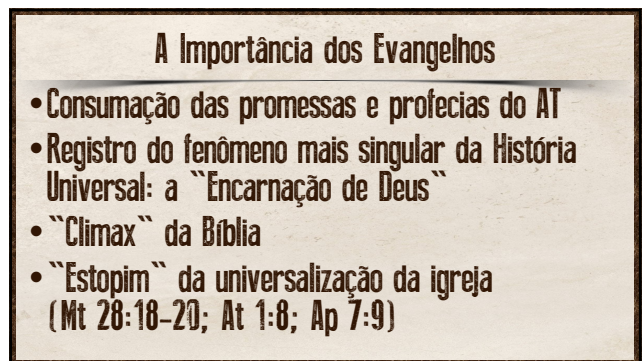 A Importância dos Evangelhos
•Consumação das promessas e profecias do AT
•Registro do fenômeno mais singular da História
Universal: a ``Encarnação de Deus``
•``Climax`` da Bíblia
•``Estopim`` da universalização da igreja
(Mt 28:18-20; At 1:8; Ap 7:9)